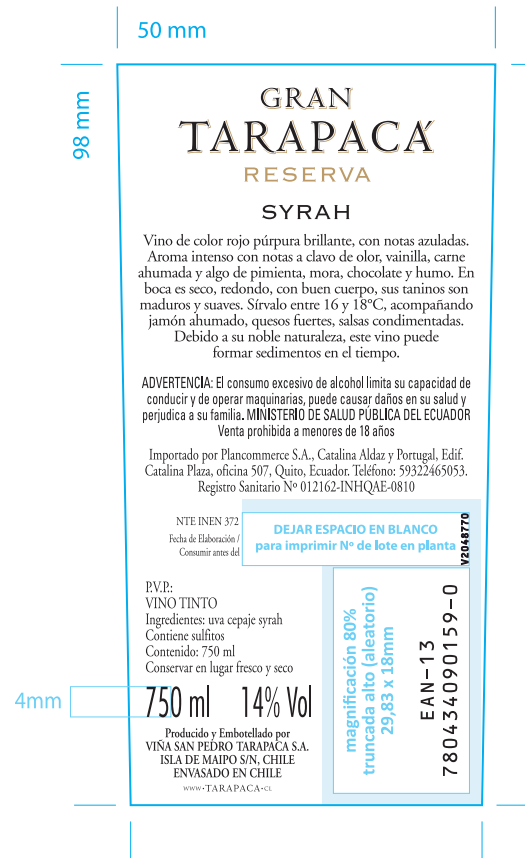 50 mm
98 mm
GRAN
TARAPACÁ
RESERVA
SYRAH
Vino de color rojo púrpura brillante, con notas azuladas.
Aroma intenso con notas a clavo de olor, vainilla, carne
ahumada y algo de pimienta, mora, chocolate y humo. En
boca es seco, redondo, con buen cuerpo, sus taninos son
maduros y suaves. Sírvalo entre 16 y 18°C, acompañando
jamón ahumado, quesos fuertes, salsas condimentadas.
Debido a su noble naturaleza, este vino puede
formar sedimentos en el tiempo.
ADVERTENCIA: El consumo excesivo de alcohol limita su capacidad de
conducir y de operar maquinarias, puede causar daños en su salud y
perjudica a su familia. MINISTERIO DE SALUD PÚBLICA DEL ECUADOR
Venta prohibida a menores de 18 años
Importado por Plancommerce S.A., Catalina Aldaz y Portugal, Edif.
Catalina Plaza, oficina 507, Quito, Ecuador. Teléfono: 59322465053.
Registro Sanitario Nº 012162-INHQAE-0810
NTE INEN 372
Fecha de Elaboración /
Consumir antes del
DEJAR ESPACIO EN BLANCO
para imprimir Nº de lote en planta
V2048770
P.V.P.:
VINO TINTO
Ingredientes: uva cepaje syrah
Contiene sulfitos
Contenido: 750 ml
Conservar en lugar fresco y seco
4mm
750 ml 14% Vol
Producido y Embotellado por
VIÑA SAN PEDRO TARAPACA S.A.
ISLA DE MAIPO S/N, CHILE
ENVASADO EN CHILE
WWW•TARAPACA•CL
magnificación 80%
truncada alto (aleatorio)
29,83 x 18mm
EAN-13
7804340901590-0